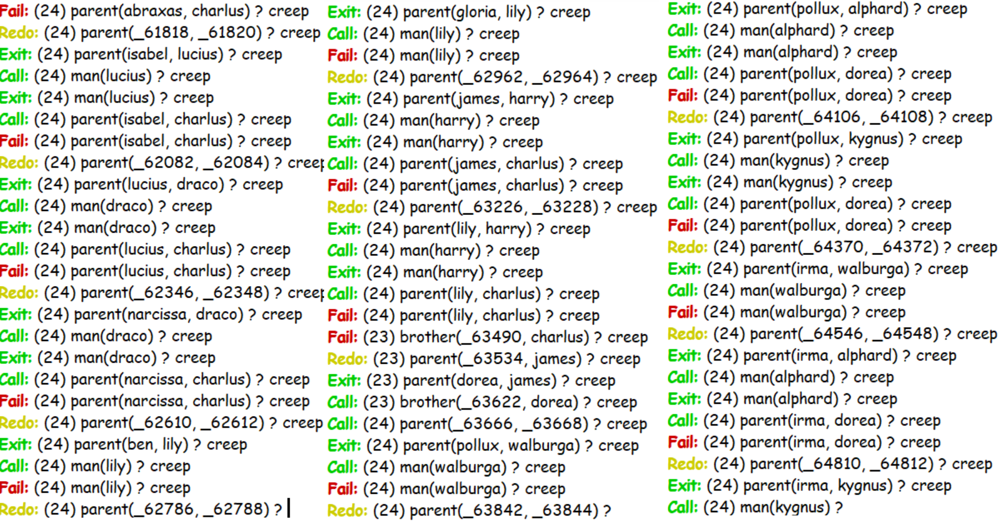 Fail: (24) parent(abraxas, charlus) ? creep
Redo: (24) parent(_61818, _61820) ? creep
Exit: (24) parent(isabel, lucius) ? creep
Call: (24) man(lucius) ? creep
Exit: (24) man(lucius) ? creep
Call: (24) parent(isabel, charlus) ? creep
Fail: (24) parent(isabel, charlus) ? creep
Redo: (24) parent(_62082, _62084) ? creep
Exit: (24) parent(lucius, draco) ? creep
Call: (24) man(draco) ? creep
Exit: (24) man(draco) ? creep
Call: (24) parent(lucius, charlus) ? creep
Fail: (24) parent(lucius, charlus) ? creep
Redo: (24) parent(_62346, _62348) ? creep
Exit: (24) parent(narcissa, draco) ? creep
Call: (24) man(draco) ? creep
Exit: (24) man(draco) ? creep
Call: (24) parent(narcissa, charlus) ? creep
Fail: (24) parent(narcissa, charlus) ? creep
Redo: (24) parent(_62610, _62612) ? creep
Exit: (24) parent(ben, lily) ? creep
Call: (24) man(lily) ? creep
Fail: (24) man(lily) ? creep
Redo: (24) parent(_62786, _62788) ?
Exit: (24) parent(gloria, lily) ? creep
Call: (24) man(lily) ? creep
Fail: (24) man(lily) ? creep
Redo: (24) parent(_62962, _62964) ? creep
Exit: (24) parent(james, harry) ? creep
Call: (24) man(harry) ? creep
Exit: (24) man(harry) ? creep
Call: (24) parent(james, charlus) ? creep
Fail: (24) parent(james, charlus) ? creep
Redo: (24) parent(_63226, _63228) ? creep
Exit: (24) parent(lily, harry) ? creep
Call: (24) man(harry) ? creep
Exit: (24) man(harry) ? creep
Call: (24) parent(lily, charlus) ? creep
Fail: (24) parent(lily, charlus) ? creep
Fail: (23) brother(_63490, charlus) ? creep
Redo: (23) parent(_63534, james) ? creep
Exit: (23) parent(dorea, james) ? creep
Call: (23) brother(_63622, dorea) ? creep
Call: (24) parent(_63666, _63668) ? creep
Exit: (24) parent(pollux, walburga) ? creep
Call: (24) man(walburga) ? creep
Fail: (24) man(walburga) ? creep
Redo: (24) parent(_63842, _63844) ?
Exit: (24) parent(pollux, alphard) ? creep
Call: (24) man(alphard) ? creep
Exit: (24) man(alphard) ? creep
Call: (24) parent(pollux, dorea) ? creep
Fail: (24) parent(pollux, dorea) ? creep
Redo: (24) parent(_64106, _64108) ? creep
Exit: (24) parent(pollux, kygnus) ? creep
Call: (24) man(kygnus) ? creep
Exit: (24) man(kygnus) ? creep
Call: (24) parent(pollux, dorea) ? creep
Fail: (24) parent(pollux, dorea) ? creep
Redo: (24) parent(_64370, _64372) ? creep
Exit: (24) parent(irma, walburga) ? creep
Call: (24) man(walburga) ? creep
Fail: (24) man(walburga) ? creep
Redo: (24) parent(_64546, _64548) ? creep
Exit: (24) parent(irma, alphard) ? creep
Call: (24) man(alphard) ? creep
Exit: (24) man(alphard) ? creep
Call: (24) parent(irma, dorea) ? creep
Fail: (24) parent(irma, dorea) ? creep
Redo: (24) parent(_64810, _64812) ? creep
Exit: (24) parent(irma, kygnus) ? creep
Call: (24) man(kygnus) ?